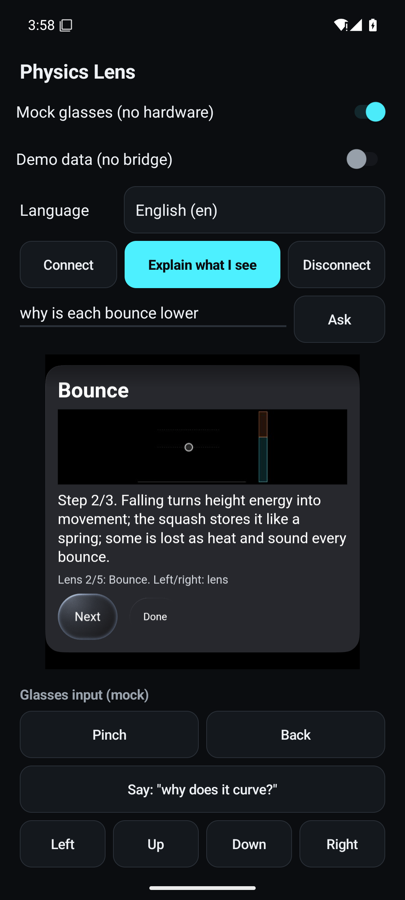 3:58
Physics Lens
Mock glasses (no hardware)
Demo data (no bridge)
Language
English (en)
Connect
Explain what I see
Disconnect
why is each bounce lower
Ask
Bounce
Step 2/3. Falling turns height energy into
movement; the squash stores it like a
spring; some is lost as heat and sound every
bounce.
Lens 2/5: Bounce. Left/right: lens
Next
Done
Glasses input (mock)
Pinch
Back
Say: "why does it curve?"
Left
Up
Down
Right